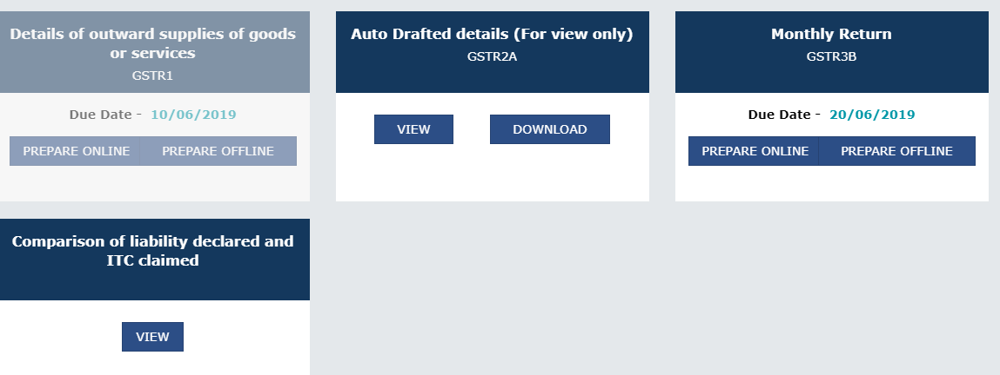 Details of outward supplies of goods
or services
GSTR1
Due Date - 10/06/2019
PREPARE ONLINE PREPARE OFFLINE
Auto Drafted details (For view only)
GSTR2A
VIEW DOWNLOAD
Monthly Return
GSTR3B
Due Date - 20/06/2019
PREPARE ONLINE PREPARE OFFLINE
Comparison of liability declared and
ITC claimed
VIEW